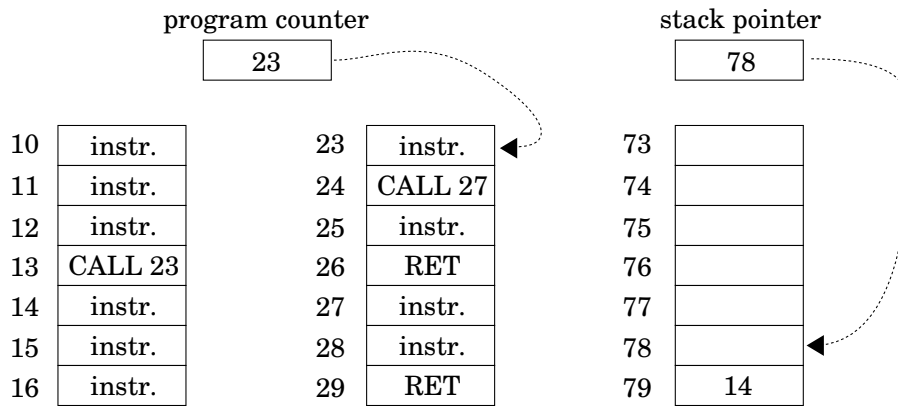 program counter stack pointer
23 78
10 instr. 23 instr. 73
11 instr. 24 CALL 27 74
12 instr. 25 instr. 75
13 CALL 23 26 RET 76
14 instr. 27 instr. 77
15 instr. 28 instr. 78
16 instr. 29 RET 79 14